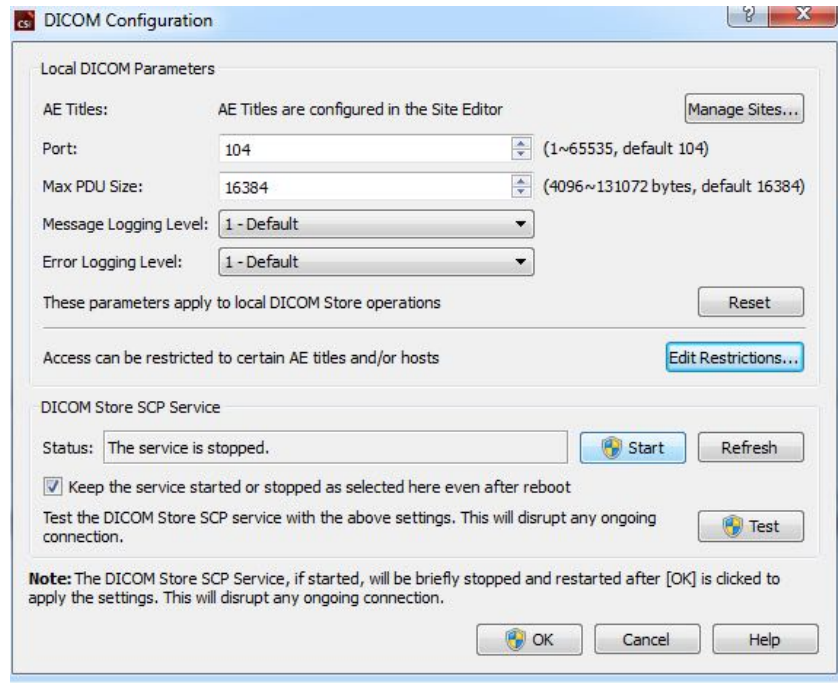 CSi DICOM Configuration
Local DICOM Parameters
AE Titles: AE Titles are configured in the Site Editor Manage Sites...
Port: 104 (1~65535, default 104)
Max PDU Size: 16384 (4096~131072 bytes, default 16384)
Message Logging Level: 1 - Default
Error Logging Level: 1 - Default
These parameters apply to local DICOM Store operations Reset
Access can be restricted to certain AE titles and/or hosts Edit Restrictions...
DICOM Store SCP Service
Status: The service is stopped. Start Refresh
Keep the service started or stopped as selected here even after reboot
Test the DICOM Store SCP service with the above settings. This will disrupt any ongoing
connection. Test
Note: The DICOM Store SCP Service, if started, will be briefly stopped and restarted after [OK] is clicked to
apply the settings. This will disrupt any ongoing connection.
OK Cancel Help